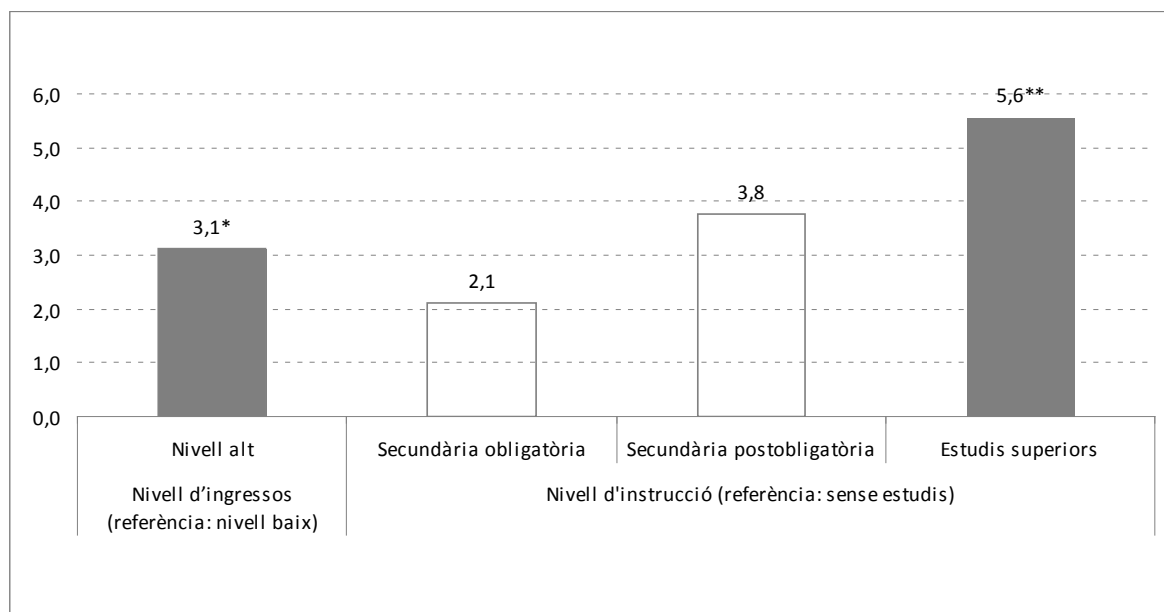 6,0
5,0
4,0
3,0
2,0
1,0
0,0
3,1*
2,1
3,8
5,6**
Nivell alt
Secundària obligatòria
Secundària postobligatòria
Estudis superiors
Nivell d’ingressos
(referència: nivell baix)
Nivell d'instrucció (referència: sense estudis)